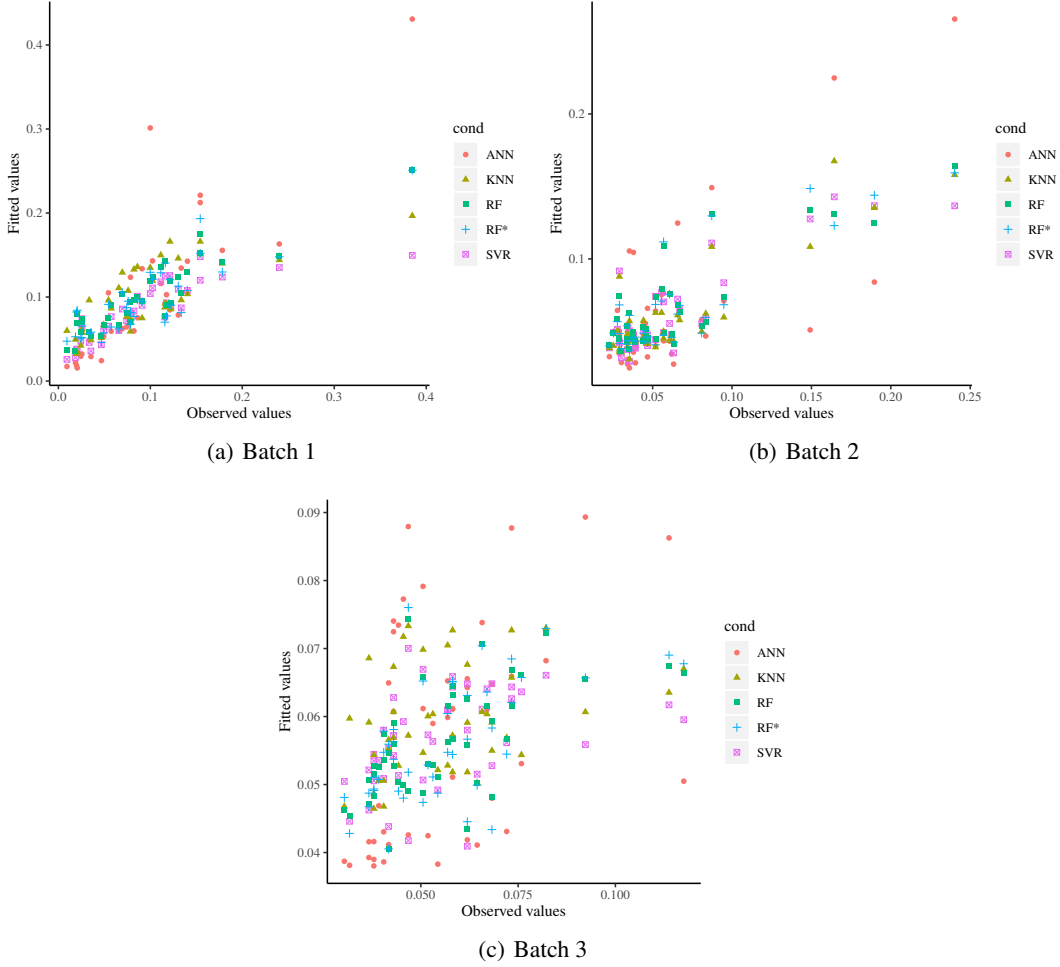 0.4
0.3
0.2
0.1
0.0
Fitted values
0.0
0.1
0.2
0.3
0.4
Observed values
cond
ANN
KNN
RF
RF*
SVR
(a) Batch 1
0.2
0.1
Fitted values
0.05
0.10
0.15
0.20
0.25
Observed values
cond
ANN
KNN
RF
RF*
SVR
(b) Batch 2
0.09
0.08
0.07
0.06
0.05
0.04
Fitted values
0.050
0.075
0.100
Observed values
cond
ANN
KNN
RF
RF*
SVR
(c) Batch 3